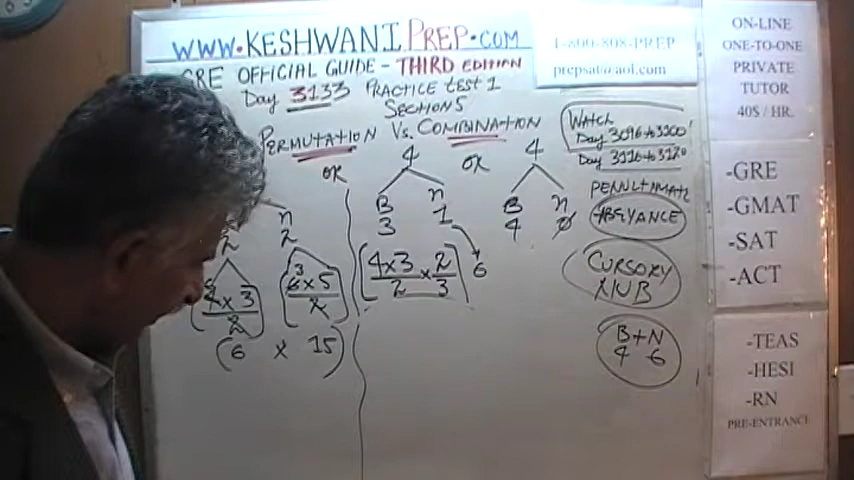 WWW.KESHWANIPREP.COM
GRE OFFICIAL GUIDE - THIRD EDITION
Day 3133 PRACTICE TEST 1
SECTION 5
PERMUTATION VS. COMBINATION
1-800-808-PREP
prepsat@aol.com
WATCH
Day 3096 to 3100
Day 3116 to 3120
PENULTIMATE
ABEYANCE
CURSORY
NUB
B+N
4 6
OR
4
OR
4
n
B
n
B
n
2
2
3
1
4
0
4 x 3
2
6 x 5
2
3
4 x 3 x 2
2 3
6
(6 x 15)
ON-LINE
ONE-TO-ONE
PRIVATE
TUTOR
40$ / HR.
-GRE
-GMAT
-SAT
-ACT
-TEAS
-HESI
-RN
PRE-ENTRANCE